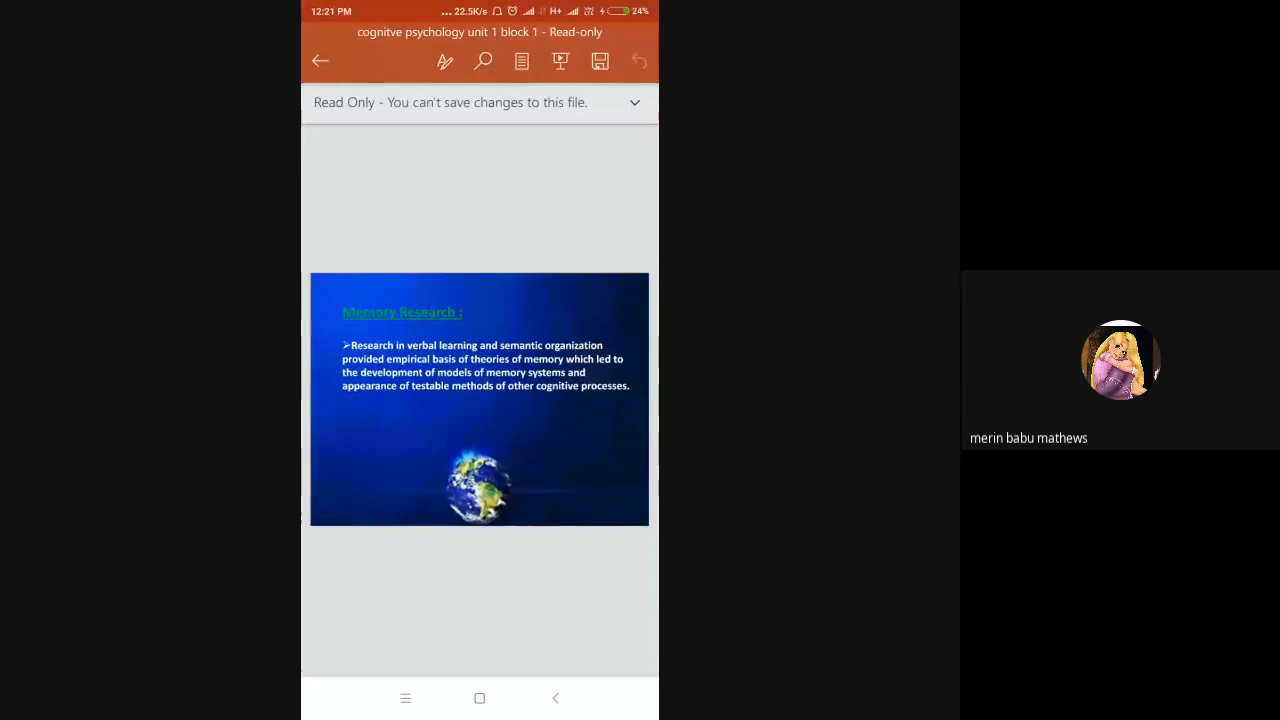 12:21 PM
... 22.5K/s H+ VoLTE 24%
cognitve psychology unit 1 block 1 - Read-only
Read Only - You can't save changes to this file.
Memory Research :
➢Research in verbal learning and semantic organization
provided empirical basis of theories of memory which led to
the development of models of memory systems and
appearance of testable methods of other cognitive processes.
merin babu mathews